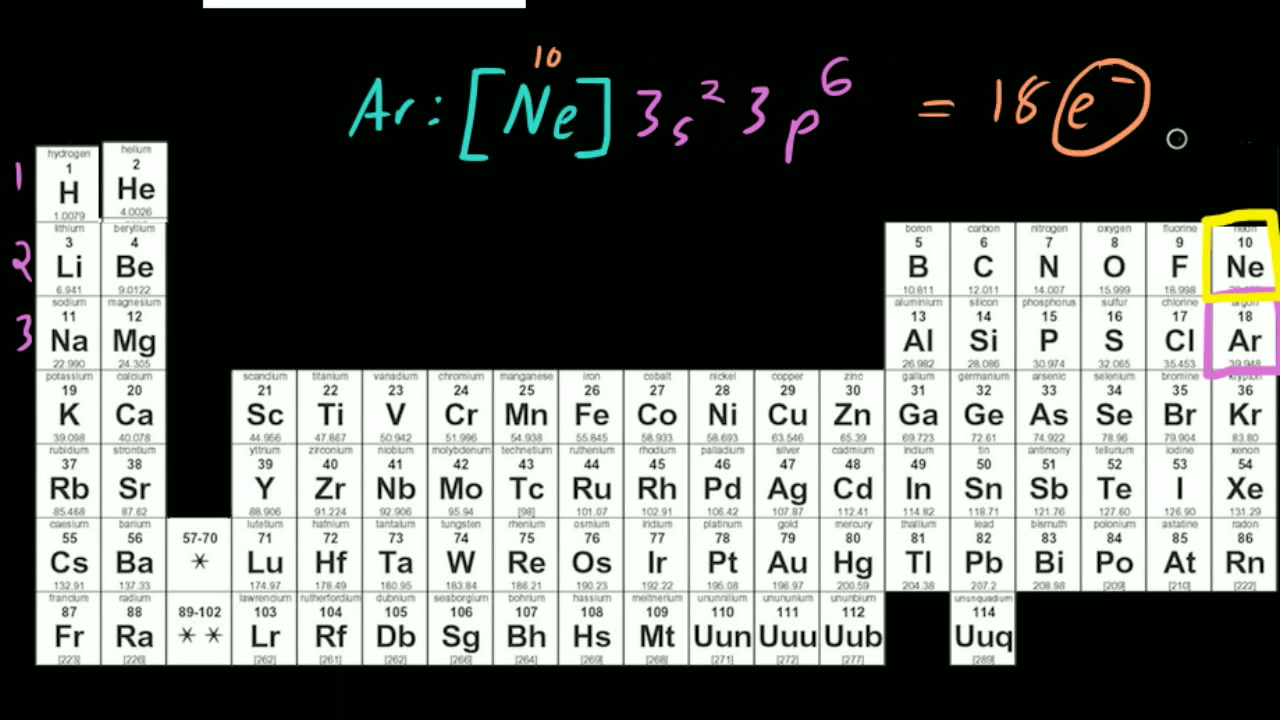 10
Ar: [Ne] 3s² 3p⁶ = 18 e⁻
1 hydrogen 1 H 1.0079 helium 2 He 4.0026
2 lithium 3 Li 6.941 beryllium 4 Be 9.0122 boron 5 B 10.811 carbon 6 C 12.011 nitrogen 7 N 14.007 oxygen 8 O 15.999 fluorine 9 F 18.998 neon 10 Ne
3 sodium 11 Na 22.990 magnesium 12 Mg 24.305 aluminium 13 Al 26.982 silicon 14 Si 28.086 phosphorus 15 P 30.974 sulfur 16 S 32.065 chlorine 17 Cl 35.453 argon 18 Ar 39.948
potassium 19 K 39.098 calcium 20 Ca 40.078 scandium 21 Sc 44.956 titanium 22 Ti 47.867 vanadium 23 V 50.942 chromium 24 Cr 51.996 manganese 25 Mn 54.938 iron 26 Fe 55.845 cobalt 27 Co 58.933 nickel 28 Ni 58.693 copper 29 Cu 63.546 zinc 30 Zn 65.39 gallium 31 Ga 69.723 germanium 32 Ge 72.61 arsenic 33 As 74.922 selenium 34 Se 78.96 bromine 35 Br 79.904 krypton 36 Kr 83.80
rubidium 37 Rb 85.468 strontium 38 Sr 87.62 yttrium 39 Y 88.906 zirconium 40 Zr 91.224 niobium 41 Nb 92.906 molybdenum 42 Mo 95.94 technetium 43 Tc [98] ruthenium 44 Ru 101.07 rhodium 45 Rh 102.91 palladium 46 Pd 106.42 silver 47 Ag 107.87 cadmium 48 Cd 112.41 indium 49 In 114.82 tin 50 Sn 118.71 antimony 51 Sb 121.76 tellurium 52 Te 127.60 iodine 53 I 126.90 xenon 54 Xe 131.29
caesium 55 Cs 132.91 barium 56 Ba 137.33 57-70 * lutetium 71 Lu 174.97 hafnium 72 Hf 178.49 tantalum 73 Ta 180.95 tungsten 74 W 183.84 rhenium 75 Re 186.21 osmium 76 Os 190.23 iridium 77 Ir 192.22 platinum 78 Pt 195.08 gold 79 Au 196.97 mercury 80 Hg 200.59 thallium 81 Tl 204.38 lead 82 Pb 207.2 bismuth 83 Bi 208.98 polonium 84 Po [209] astatine 85 At [210] radon 86 Rn [222]
francium 87 Fr [223] radium 88 Ra [226] 89-102 * * lawrencium 103 Lr [262] rutherfordium 104 Rf [261] dubnium 105 Db [262] seaborgium 106 Sg [266] bohrium 107 Bh [264] hassium 108 Hs [269] meitnerium 109 Mt [268] ununnilium 110 Uun [271] unununium 111 Uuu [272] ununbium 112 Uub [277] ununquadium 114 Uuq [289]